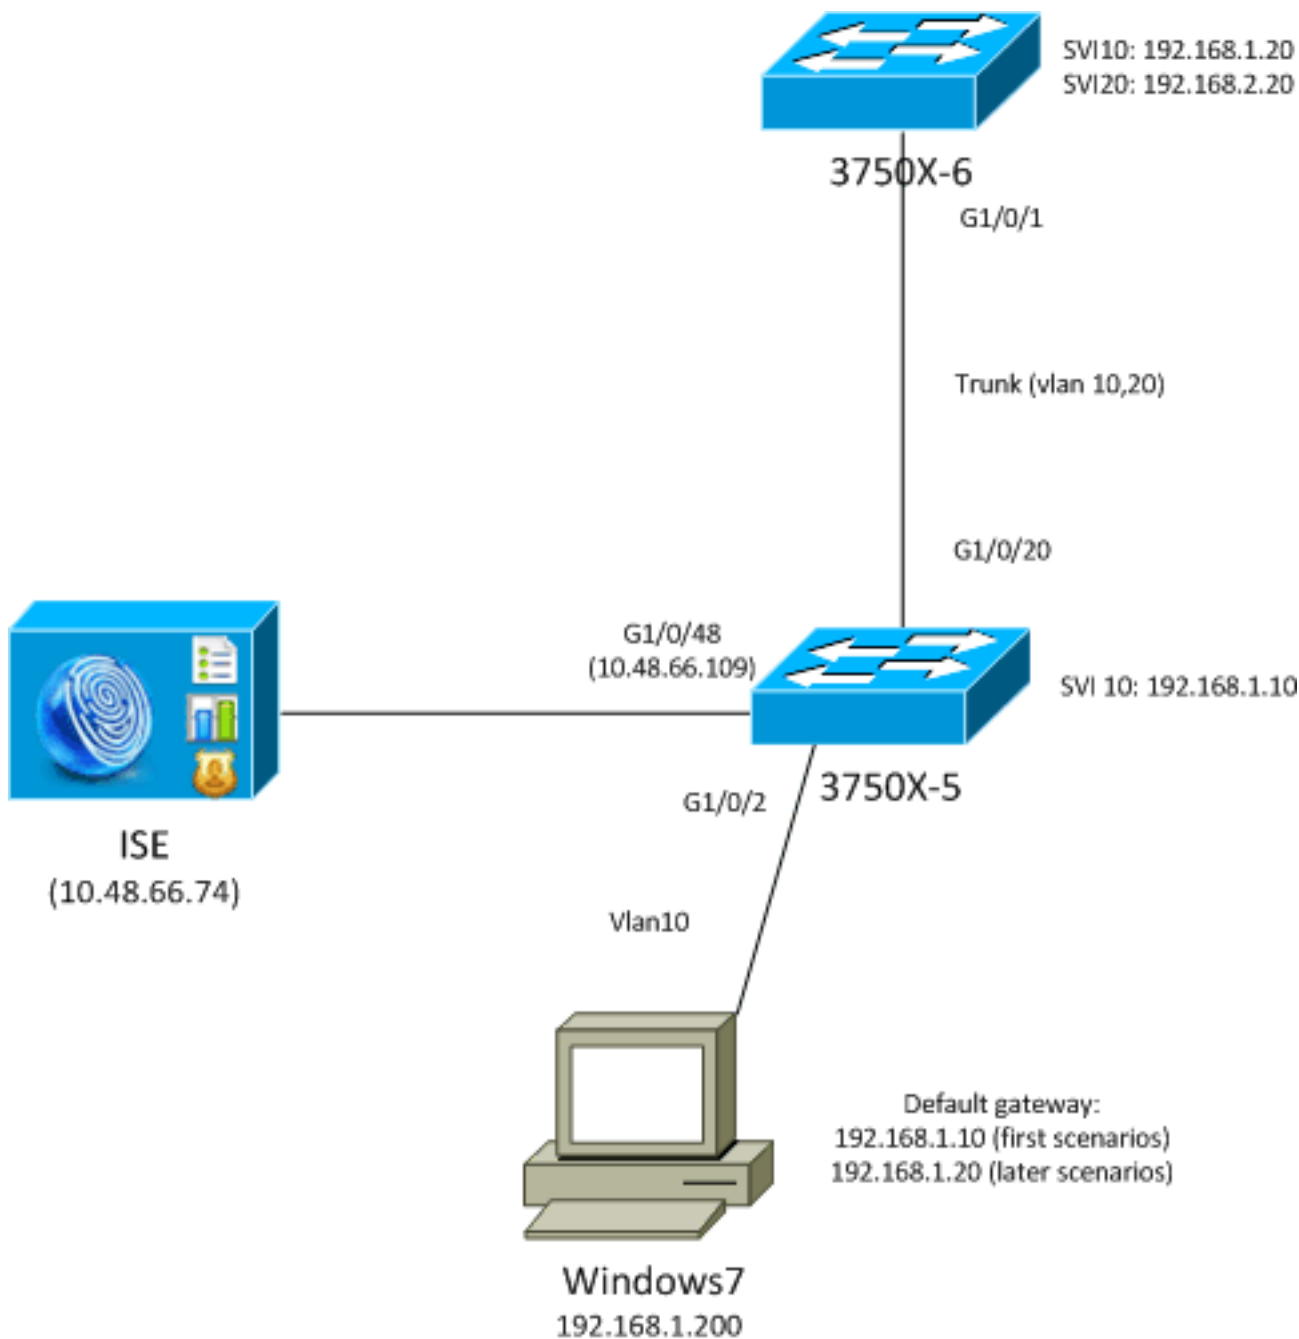 SVI10: 192.168.1.20
SVI20: 192.168.2.20
3750X-6
G1/0/1
Trunk (vlan 10,20)
G1/0/20
G1/0/48
(10.48.66.109)
SVI 10: 192.168.1.10
3750X-5
G1/0/2
ISE
(10.48.66.74)
Vlan10
Default gateway:
192.168.1.10 (first scenarios)
192.168.1.20 (later scenarios)
Windows7
192.168.1.200